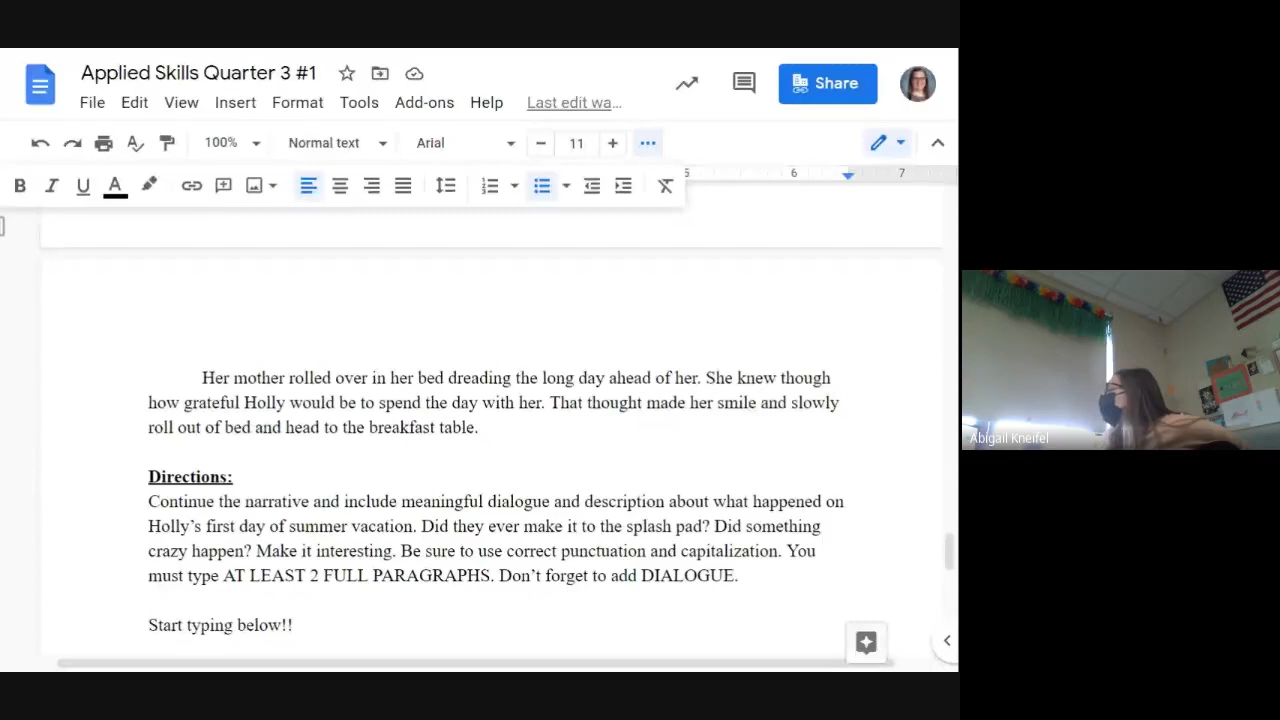 Applied Skills Quarter 3 #1
File Edit View Insert Format Tools Add-ons Help Last edit wa...
Share
100% Normal text Arial 11
B I U A
5 6 7
Her mother rolled over in her bed dreading the long day ahead of her. She knew though
how grateful Holly would be to spend the day with her. That thought made her smile and slowly
roll out of bed and head to the breakfast table.
Directions:
Continue the narrative and include meaningful dialogue and description about what happened on
Holly’s first day of summer vacation. Did they ever make it to the splash pad? Did something
crazy happen? Make it interesting. Be sure to use correct punctuation and capitalization. You
must type AT LEAST 2 FULL PARAGRAPHS. Don’t forget to add DIALOGUE.
Start typing below!!
Abigail Kneifel